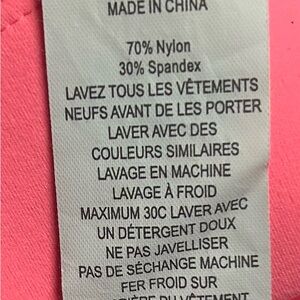 MADE IN CHINA
70% Nylon
30% Spandex
LAVEZ TOUS LES VÊTEMENTS
NEUFS AVANT DE LES PORTER
LAVER AVEC DES
COULEURS SIMILAIRES
LAVAGE EN MACHINE
LAVAGE À FROID
MAXIMUM 30C LAVER AVEC
UN DÉTERGENT DOUX
NE PAS JAVELLISER
PAS DE SÉCHANGE MACHINE
FER FROID SUR
DU VÊTEMENT